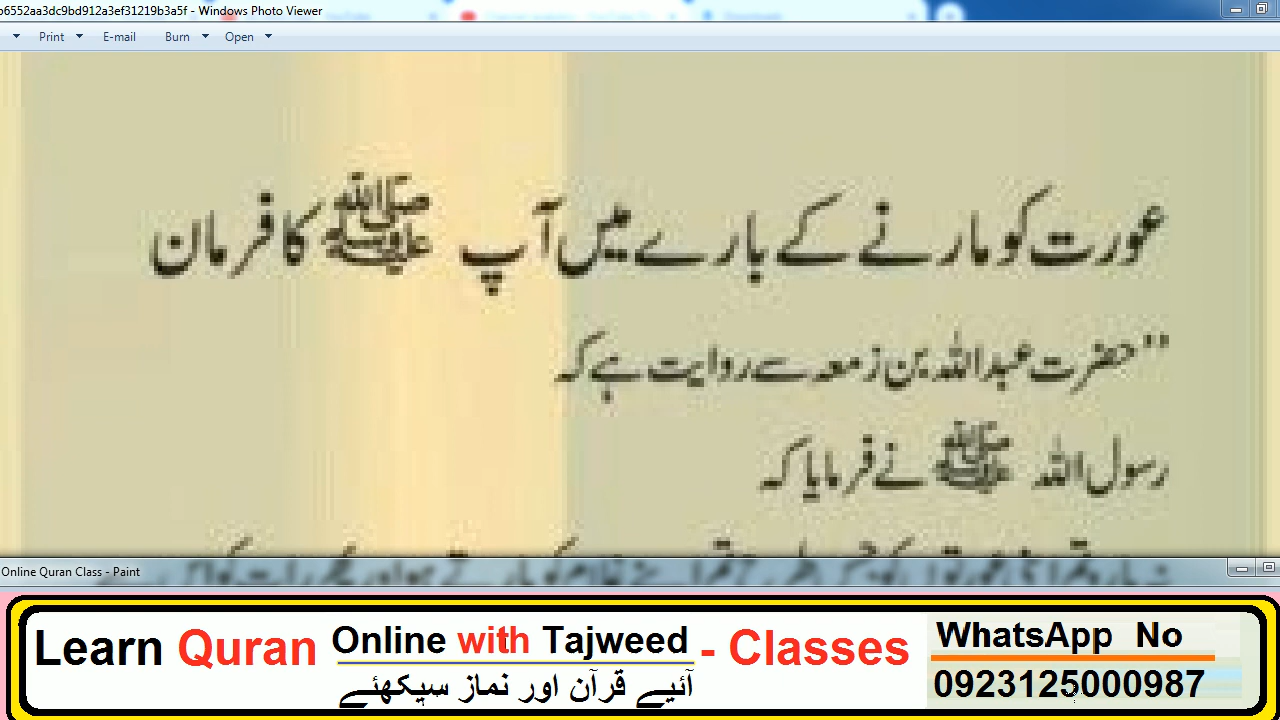 b6552aa3dc9bd912a3ef31219b3a5f - Windows Photo Viewer
Print E-mail Burn Open
عورت کو مارنے کے بارے میں آپ ﷺ کا فرمان
"حضرت عبداللہ بن زمعہ سے روایت ہے کہ
رسول اللہ ﷺ نے فرمایا کہ
Online Quran Class - Paint
Learn Quran Online with Tajweed - Classes
آئیے قرآن اور نماز سیکھئے
WhatsApp No
0923125000987